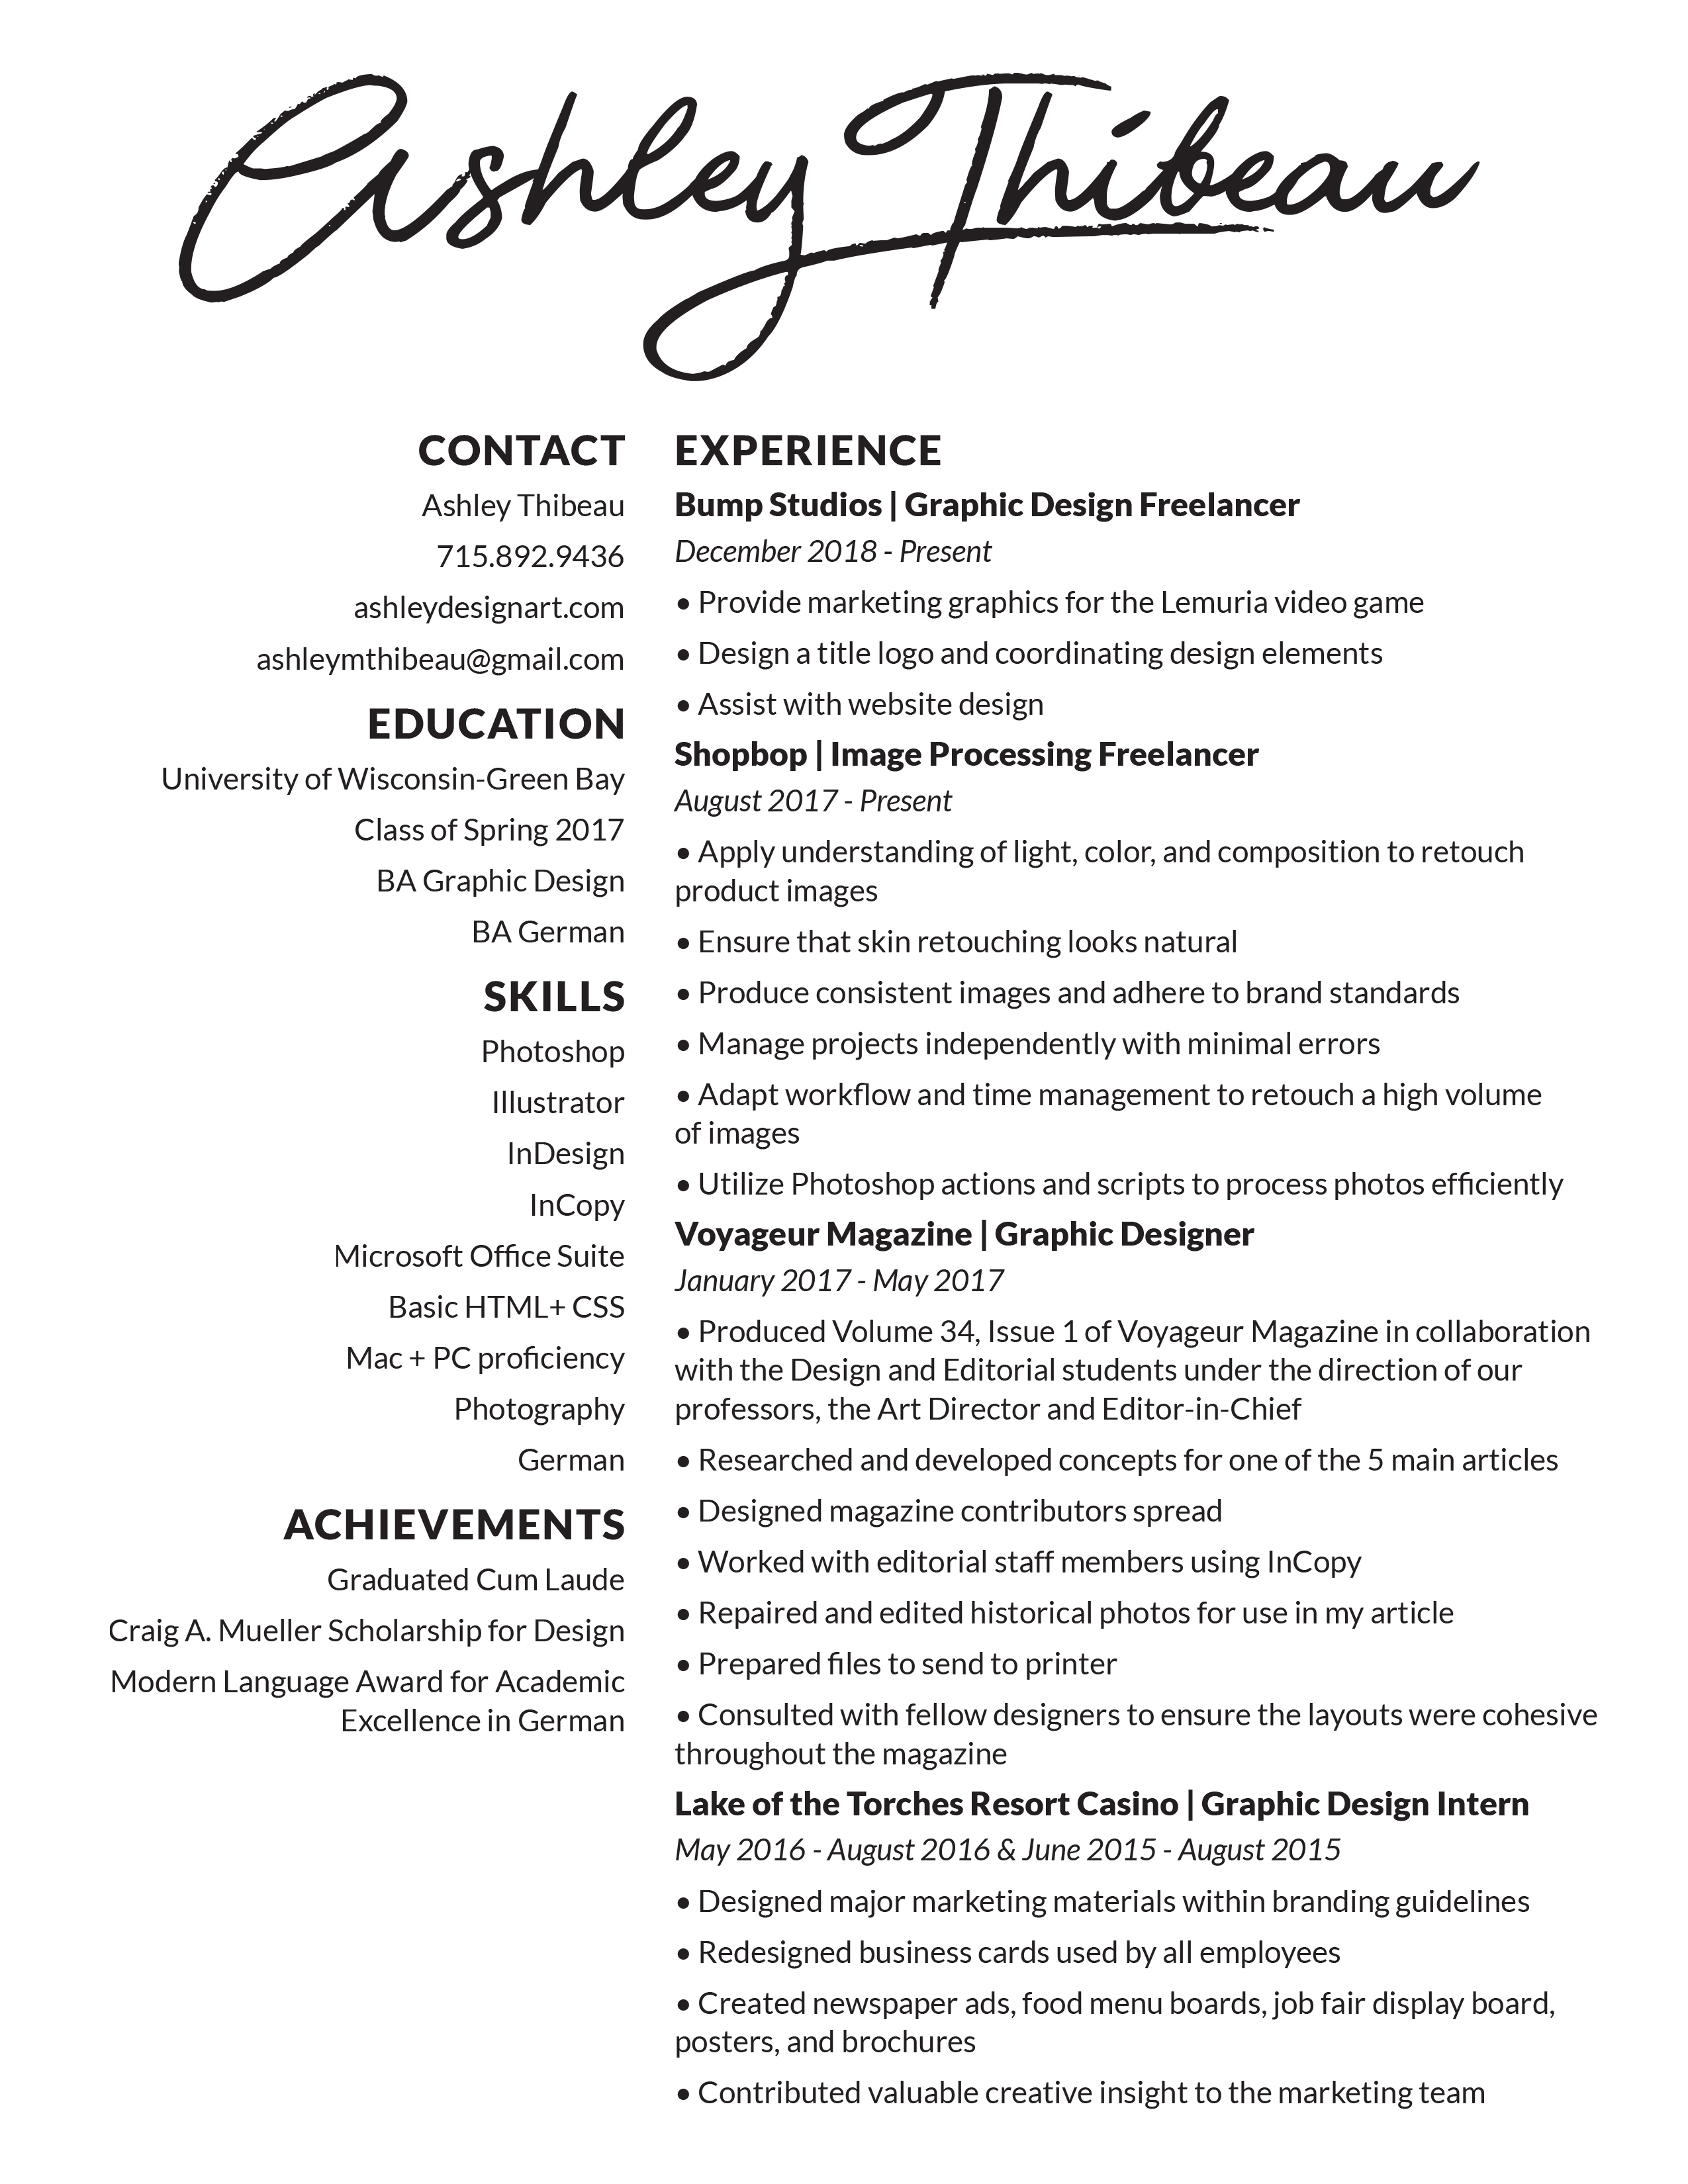 Ashley Thibeau
CONTACT
Ashley Thibeau
715.892.9436
ashleydesignart.com
ashleymthibeau@gmail.com
EDUCATION
University of Wisconsin-Green Bay
Class of Spring 2017
BA Graphic Design
BA German
SKILLS
Photoshop
Illustrator
InDesign
InCopy
Microsoft Office Suite
Basic HTML+ CSS
Mac + PC proficiency
Photography
German
ACHIEVEMENTS
Graduated Cum Laude
Craig A. Mueller Scholarship for Design
Modern Language Award for Academic
Excellence in German
EXPERIENCE
Bump Studios | Graphic Design Freelancer
December 2018 - Present
• Provide marketing graphics for the Lemuria video game
• Design a title logo and coordinating design elements
• Assist with website design
Shopbop | Image Processing Freelancer
August 2017 - Present
• Apply understanding of light, color, and composition to retouch
product images
• Ensure that skin retouching looks natural
• Produce consistent images and adhere to brand standards
• Manage projects independently with minimal errors
• Adapt workflow and time management to retouch a high volume
of images
• Utilize Photoshop actions and scripts to process photos efficiently
Voyageur Magazine | Graphic Designer
January 2017 - May 2017
• Produced Volume 34, Issue 1 of Voyageur Magazine in collaboration
with the Design and Editorial students under the direction of our
professors, the Art Director and Editor-in-Chief
• Researched and developed concepts for one of the 5 main articles
• Designed magazine contributors spread
• Worked with editorial staff members using InCopy
• Repaired and edited historical photos for use in my article
• Prepared files to send to printer
• Consulted with fellow designers to ensure the layouts were cohesive
throughout the magazine
Lake of the Torches Resort Casino | Graphic Design Intern
May 2016 - August 2016 & June 2015 - August 2015
• Designed major marketing materials within branding guidelines
• Redesigned business cards used by all employees
• Created newspaper ads, food menu boards, job fair display board,
posters, and brochures
• Contributed valuable creative insight to the marketing team